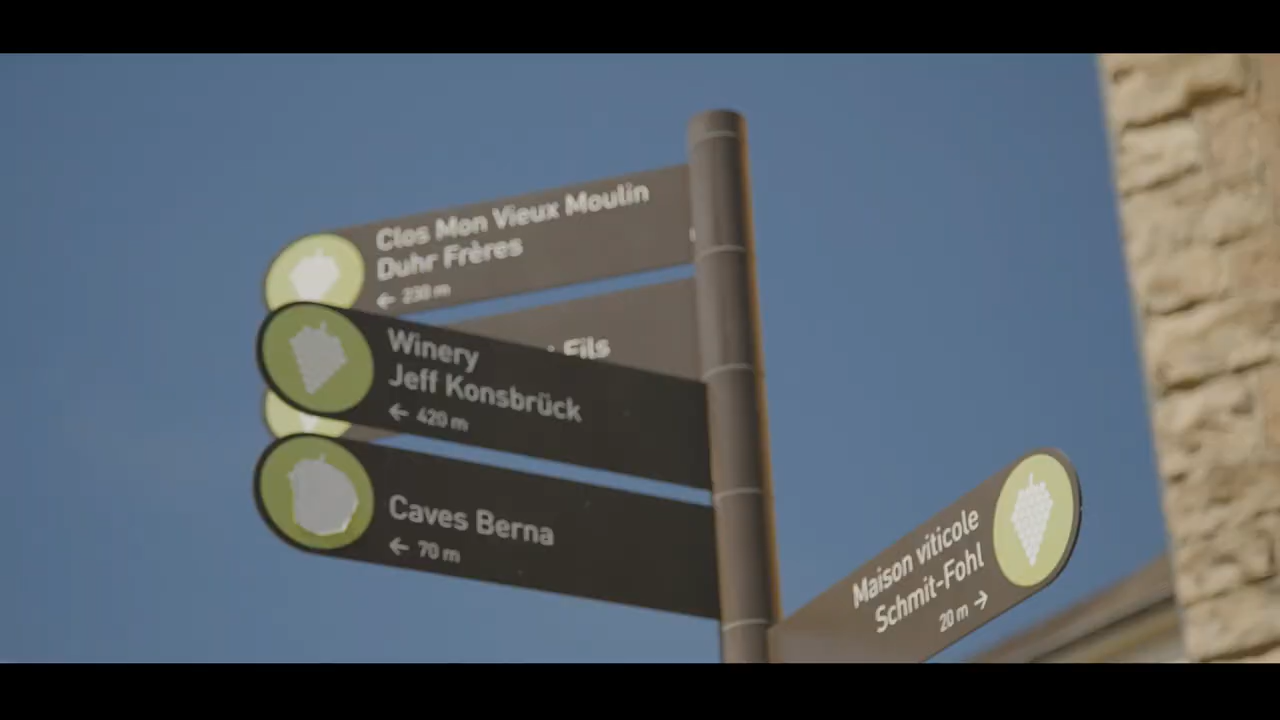 Clos Mon Vieux Moulin
Duhr Frères
← 230 m
Fils
Winery
Jeff Konsbrück
← 420 m
Caves Berna
← 70 m
Maison viticole
Schmit-Fohl
20 m →